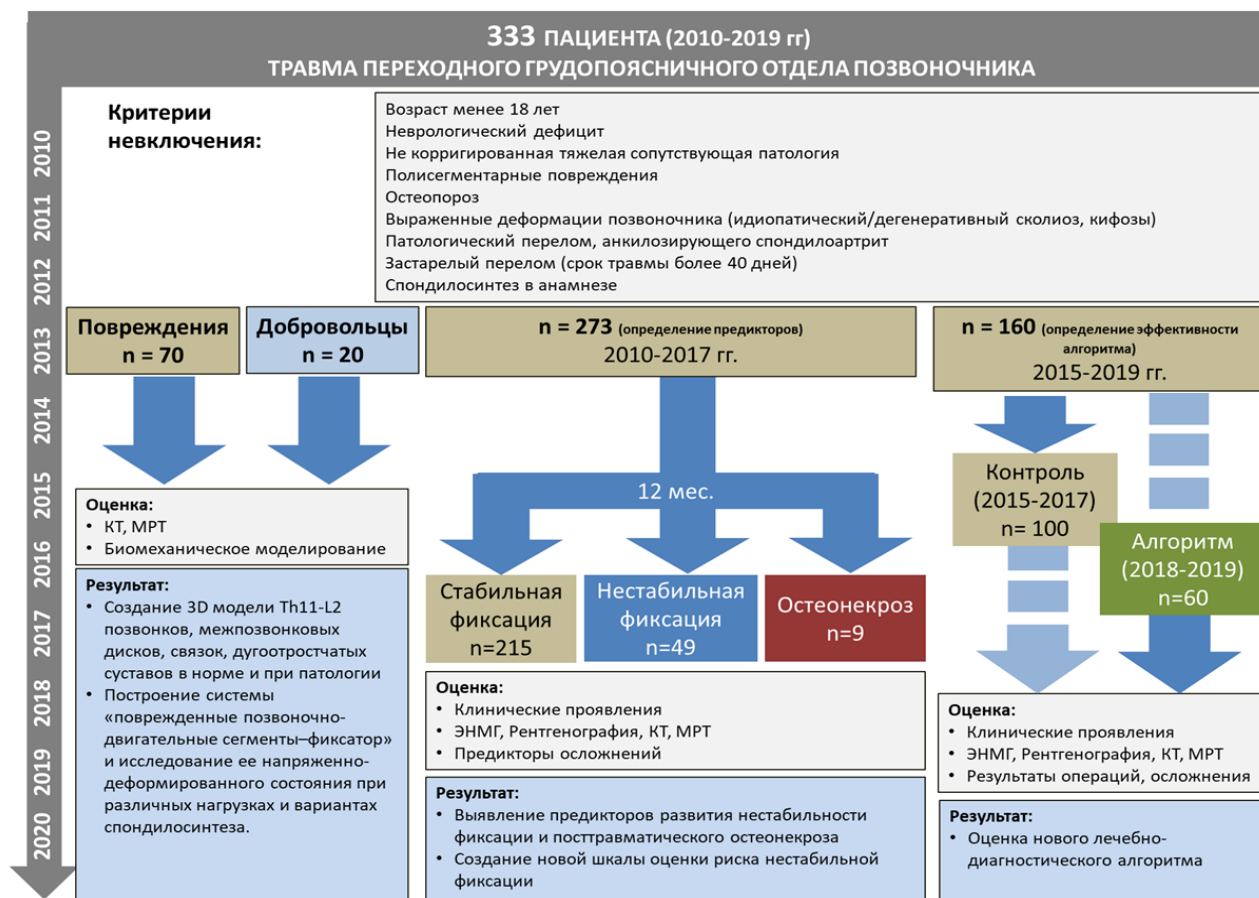 333 ПАЦИЕНТА (2010-2019 гг)
ТРАВМА ПЕРЕХОДНОГО ГРУДОПОЯСНИЧНОГО ОТДЕЛА ПОЗВОНОЧНИКА
2010
2011
2012
2013
2014
2015
2016
2017
2018
2019
2020
Критерии
невключения:
Возраст менее 18 лет
Неврологический дефицит
Не корригированная тяжелая сопутствующая патология
Полисегментарные повреждения
Остеопороз
Выраженные деформации позвоночника (идиопатический/дегенеративный сколиоз, кифозы)
Патологический перелом, анкилозирующего спондилоартрит
Застарелый перелом (срок травмы более 40 дней)
Спондилосинтез в анамнезе
Повреждения
n = 70
Добровольцы
n = 20
Оценка:
• КТ, МРТ
• Биомеханическое моделирование
Результат:
• Создание 3D модели Th11-L2
позвонков, межпозвонковых
дисков, связок, дугоотростчатых
суставов в норме и при патологии
• Построение системы
«поврежденные позвоночно-
двигательные сегменты–фиксатор»
и исследование ее напряженно-
деформированного состояния при
различных нагрузках и вариантах
спондилосинтеза.
n = 273 (определение предикторов)
2010-2017 гг.
12 мес.
Стабильная
фиксация
n=215
Нестабильная
фиксация
n=49
Остеонекроз
n=9
Оценка:
• Клинические проявления
• ЭНМГ, Рентгенография, КТ, МРТ
• Предикторы осложнений
Результат:
• Выявление предикторов развития нестабильности
фиксации и посттравматического остеонекроза
• Создание новой шкалы оценки риска нестабильной
фиксации
n = 160 (определение эффективности
алгоритма)
2015-2019 гг.
Контроль
(2015-2017)
n= 100
Алгоритм
(2018-2019)
n=60
Оценка:
• Клинические проявления
• ЭНМГ, Рентгенография, КТ, МРТ
• Результаты операций, осложнения
Результат:
• Оценка нового лечебно-
диагностического алгоритма